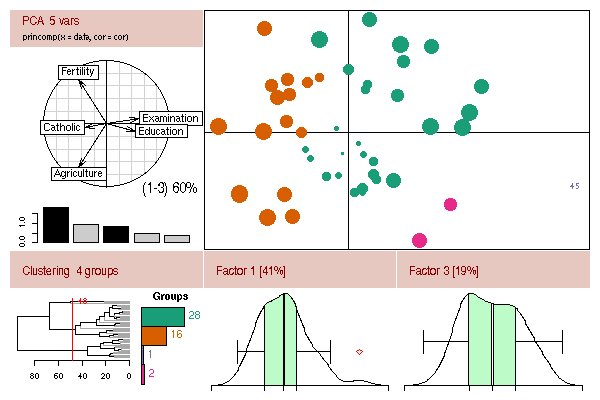 PCA 5 vars
princomp(x = data, cor = cor)
Fertility
Catholic
Examination
Education
Agriculture
(1-3) 60%
0.0 1.0
45
Clustering 4 groups
Factor 1 [41%]
Factor 3 [19%]
Groups
28
16
1
2
80 60 40 20 0